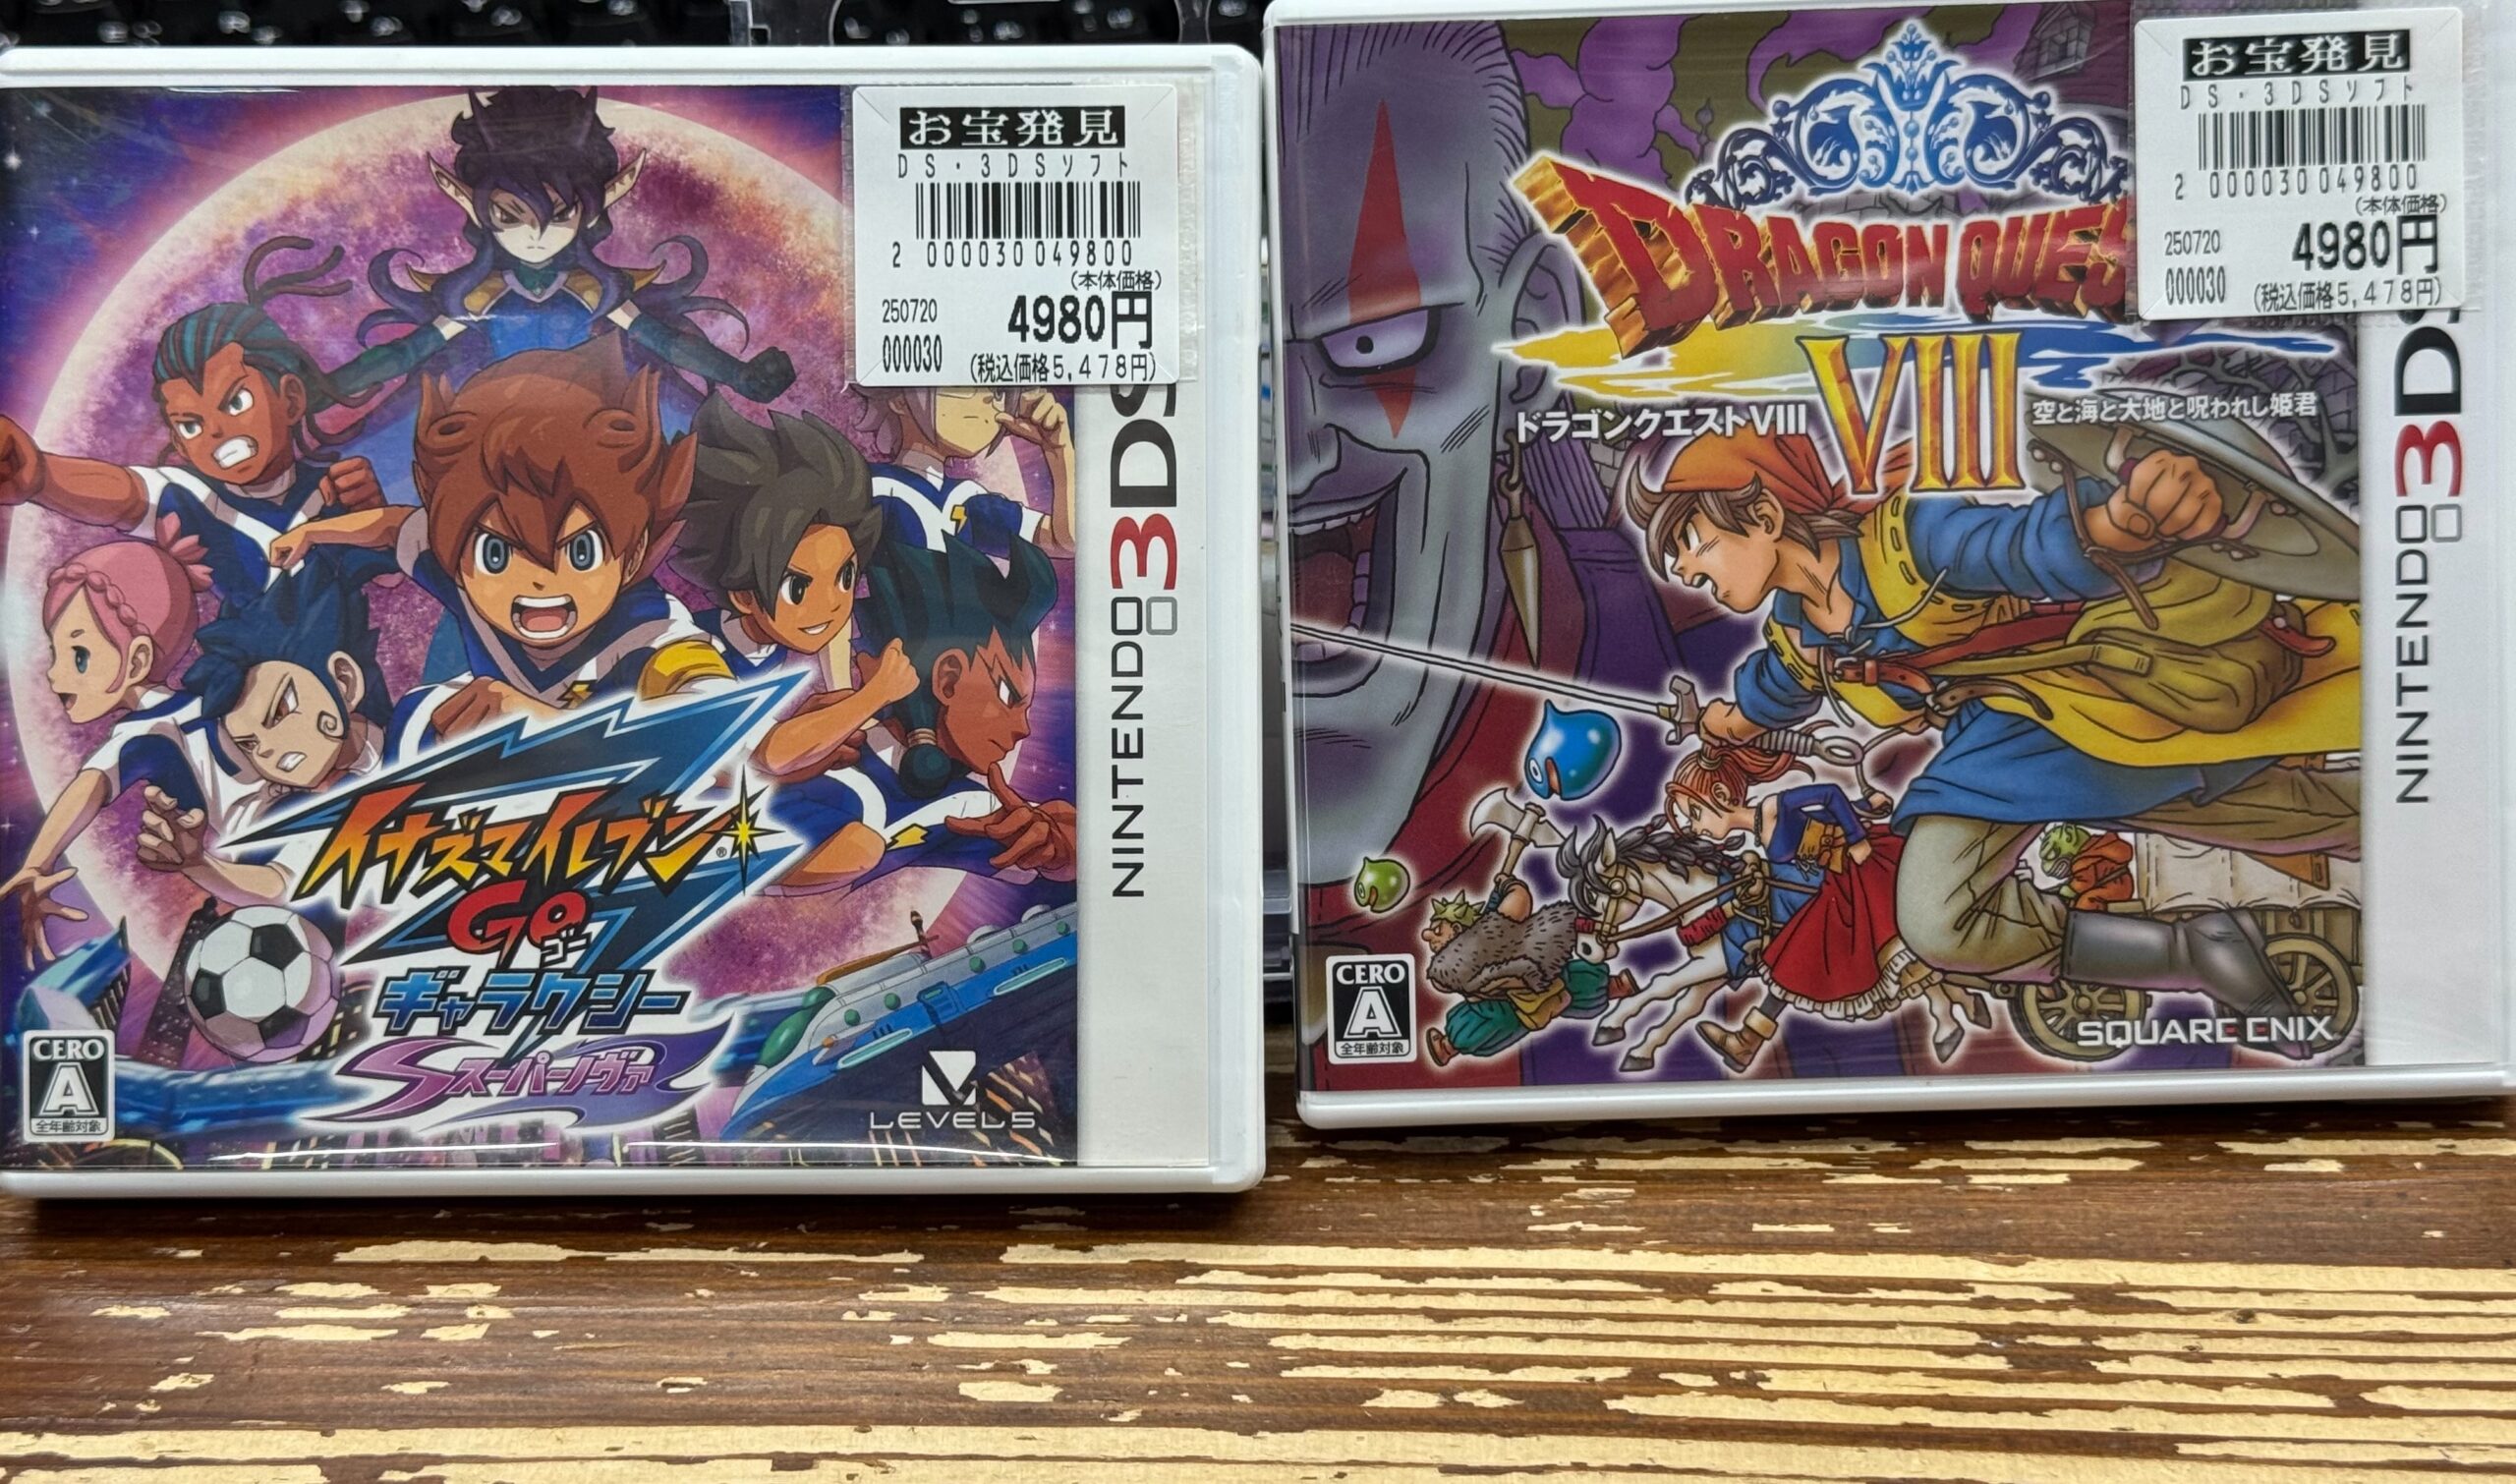 お宝発見
DS・3DSソフト
2 000030 049800
(本体価格)
250720
4980円
000030
(税込価格5,478円)
NINTENDO 3DS
イナズマイレブン
GO
ゴー
ギャラクシー
スーパーノヴァ
CERO
A
全年齢対象
LEVEL5
お宝発見
DS・3DSソフト
2 000030 049800
(本体価格)
250720
4980円
000030
(税込価格5,478円)
DRAGON QUES
VIII
ドラゴンクエストVIII
空と海と大地と呪われし姫君
NINTENDO 3DS
CERO
A
全年齢対象
SQUARE ENIX